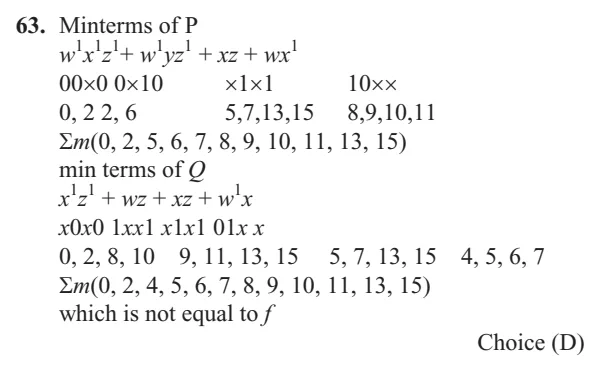 63. Minterms of P
w¹x¹z¹+ w¹yz¹ + xz + wx¹
00×0 0×10 ×1×1 10××
0, 2 2, 6 5,7,13,15 8,9,10,11
Σm(0, 2, 5, 6, 7, 8, 9, 10, 11, 13, 15)
min terms of Q
x¹z¹ + wz + xz + w¹x
x0x0 1xx1 x1x1 01x x
0, 2, 8, 10 9, 11, 13, 15 5, 7, 13, 15 4, 5, 6, 7
Σm(0, 2, 4, 5, 6, 7, 8, 9, 10, 11, 13, 15)
which is not equal to f
Choice (D)